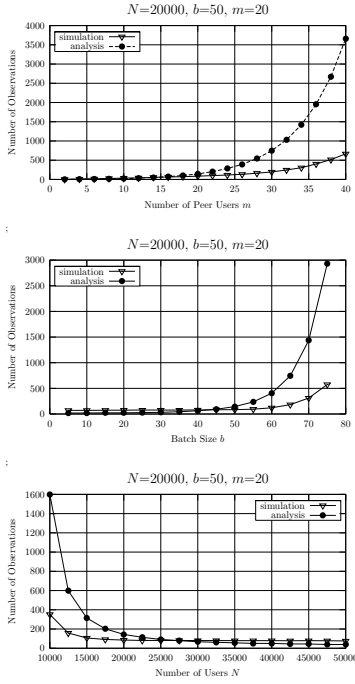 N=20000, b=50, m=20
4000
3500
3000
2500
2000
1500
1000
500
0
Number of Observations
simulation
analysis
0 5 10 15 20 25 30 35 40
Number of Peer Users m
;
N=20000, b=50, m=20
3000
2500
2000
1500
1000
500
0
Number of Observations
simulation
analysis
0 10 20 30 40 50 60 70 80
Batch Size b
;
N=20000, b=50, m=20
1600
1400
1200
1000
800
600
400
200
0
Number of Observations
simulation
analysis
10000 15000 20000 25000 30000 35000 40000 45000 50000
Number of Users N